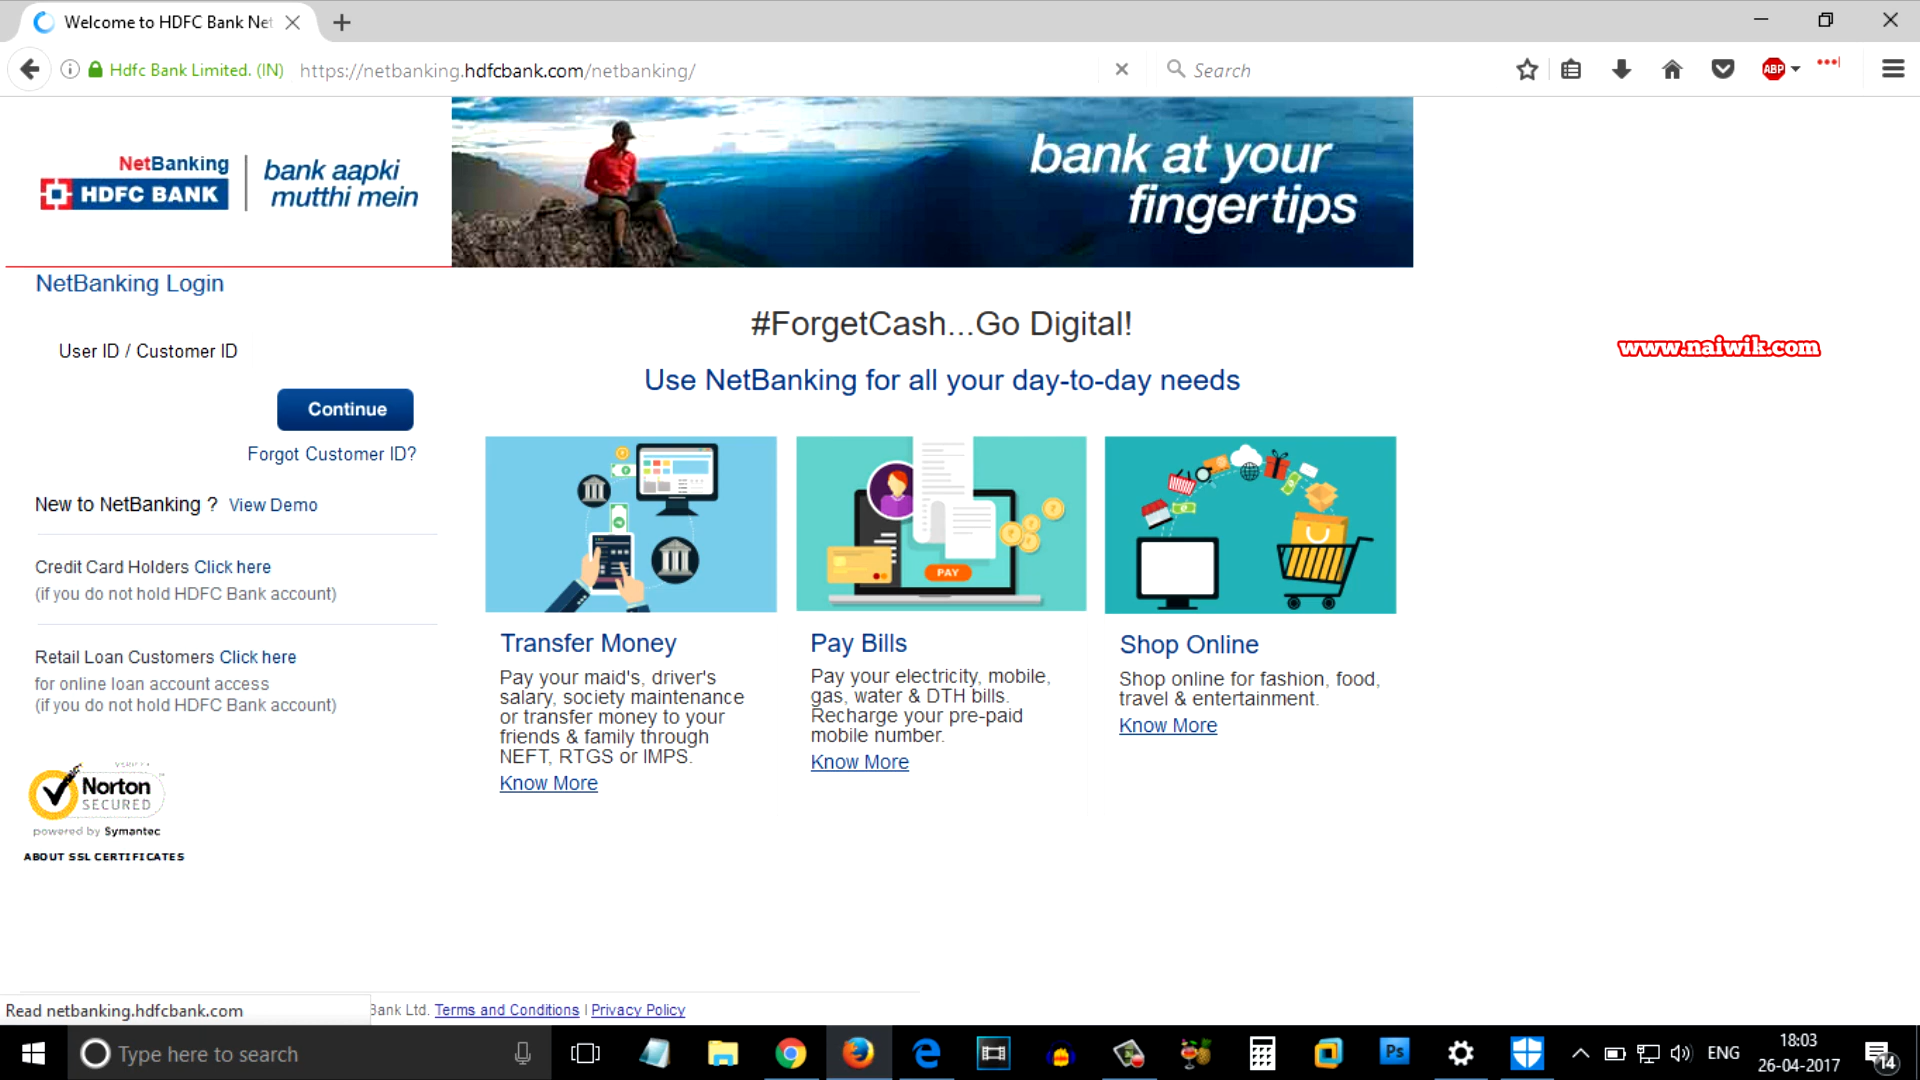 Welcome to HDFC Bank Net
Hdfc Bank Limited. (IN)
https://netbanking.hdfcbank.com/netbanking/
Search
ABP
NetBanking
HDFC BANK
bank aapki
mutthi mein
bank at your
fingertips
NetBanking Login
User ID / Customer ID
Continue
Forgot Customer ID?
New to NetBanking ? View Demo
Credit Card Holders Click here
(if you do not hold HDFC Bank account)
Retail Loan Customers Click here
for online loan account access
(if you do not hold HDFC Bank account)
Norton
SECURED
powered by Symantec
ABOUT SSL CERTIFICATES
#ForgetCash...Go Digital!
Use NetBanking for all your day-to-day needs
www.naiwik.com
PAY
Transfer Money
Pay your maid's, driver's
salary, society maintenance
or transfer money to your
friends & family through
NEFT, RTGS or IMPS.
Know More
Pay Bills
Pay your electricity, mobile,
gas, water & DTH bills.
Recharge your pre-paid
mobile number.
Know More
Shop Online
Shop online for fashion, food,
travel & entertainment.
Know More
Read netbanking.hdfcbank.com
Bank Ltd. Terms and Conditions | Privacy Policy
Type here to search
Ps
ENG
18:03
26-04-2017
14